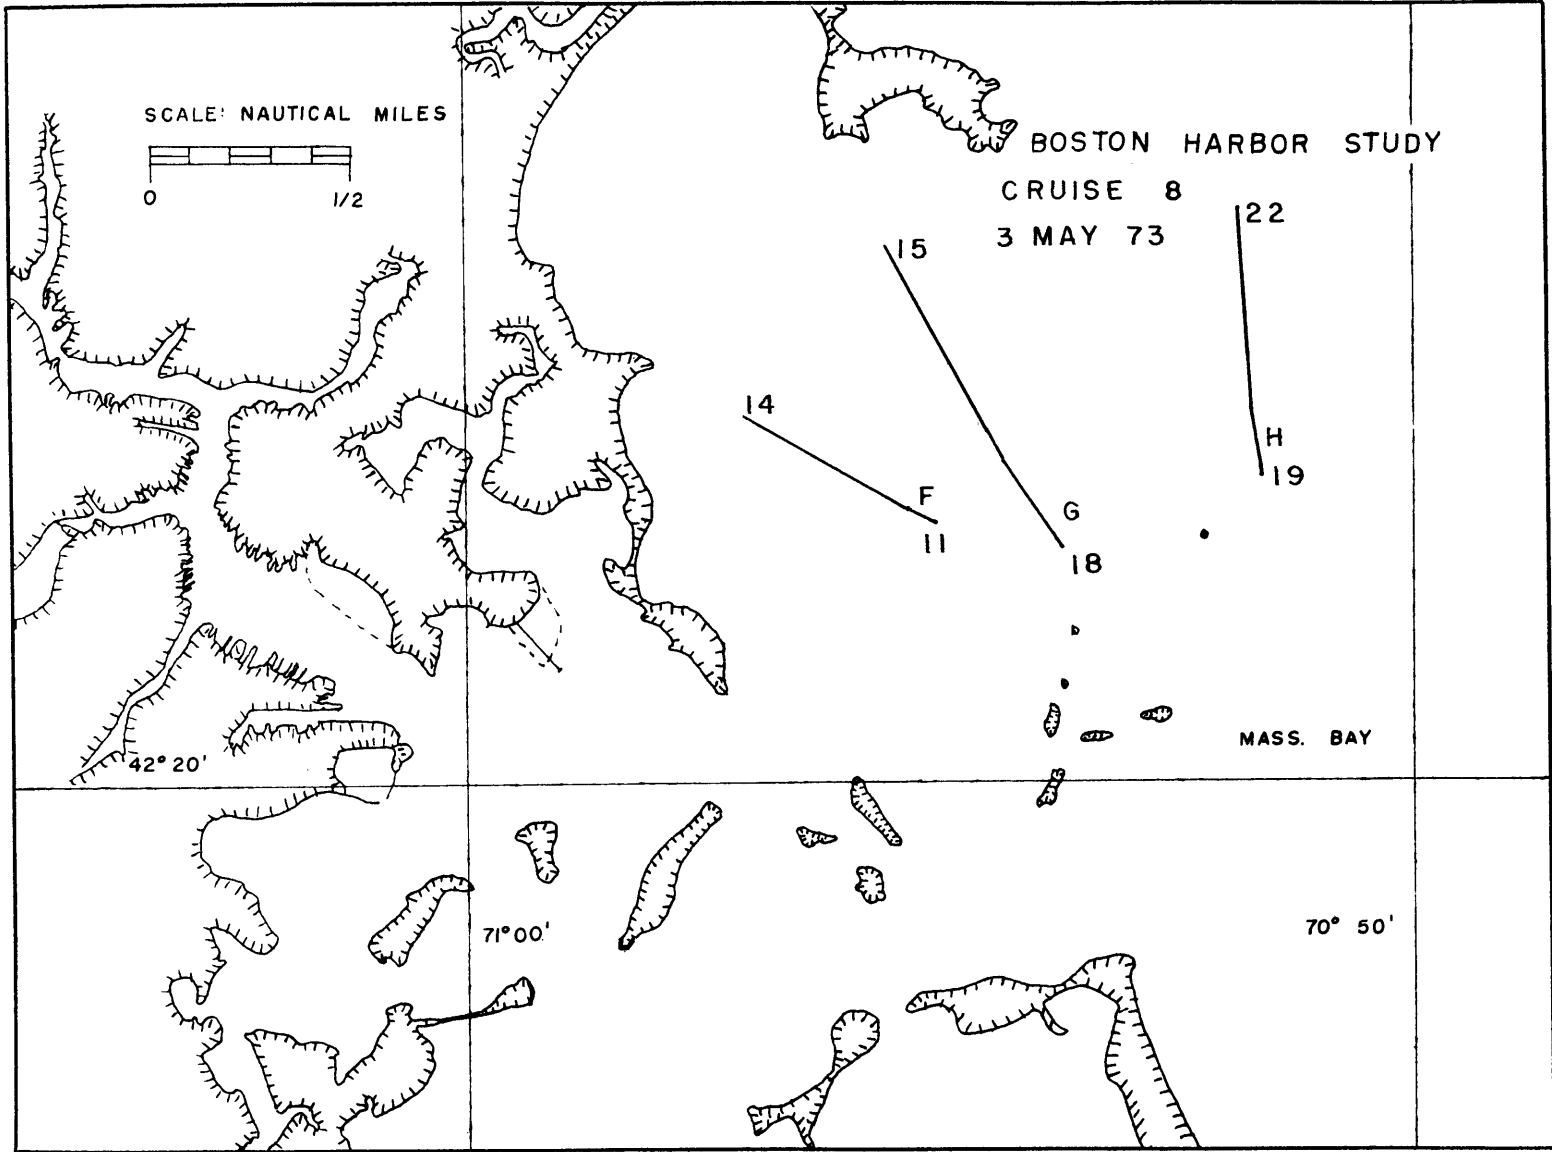 SCALE: NAUTICAL MILES
0 1/2
BOSTON HARBOR STUDY
CRUISE 8
3 MAY 73
22
15
14
H
19
F
11
G
18
MASS. BAY
42° 20'
71° 00'
70° 50'